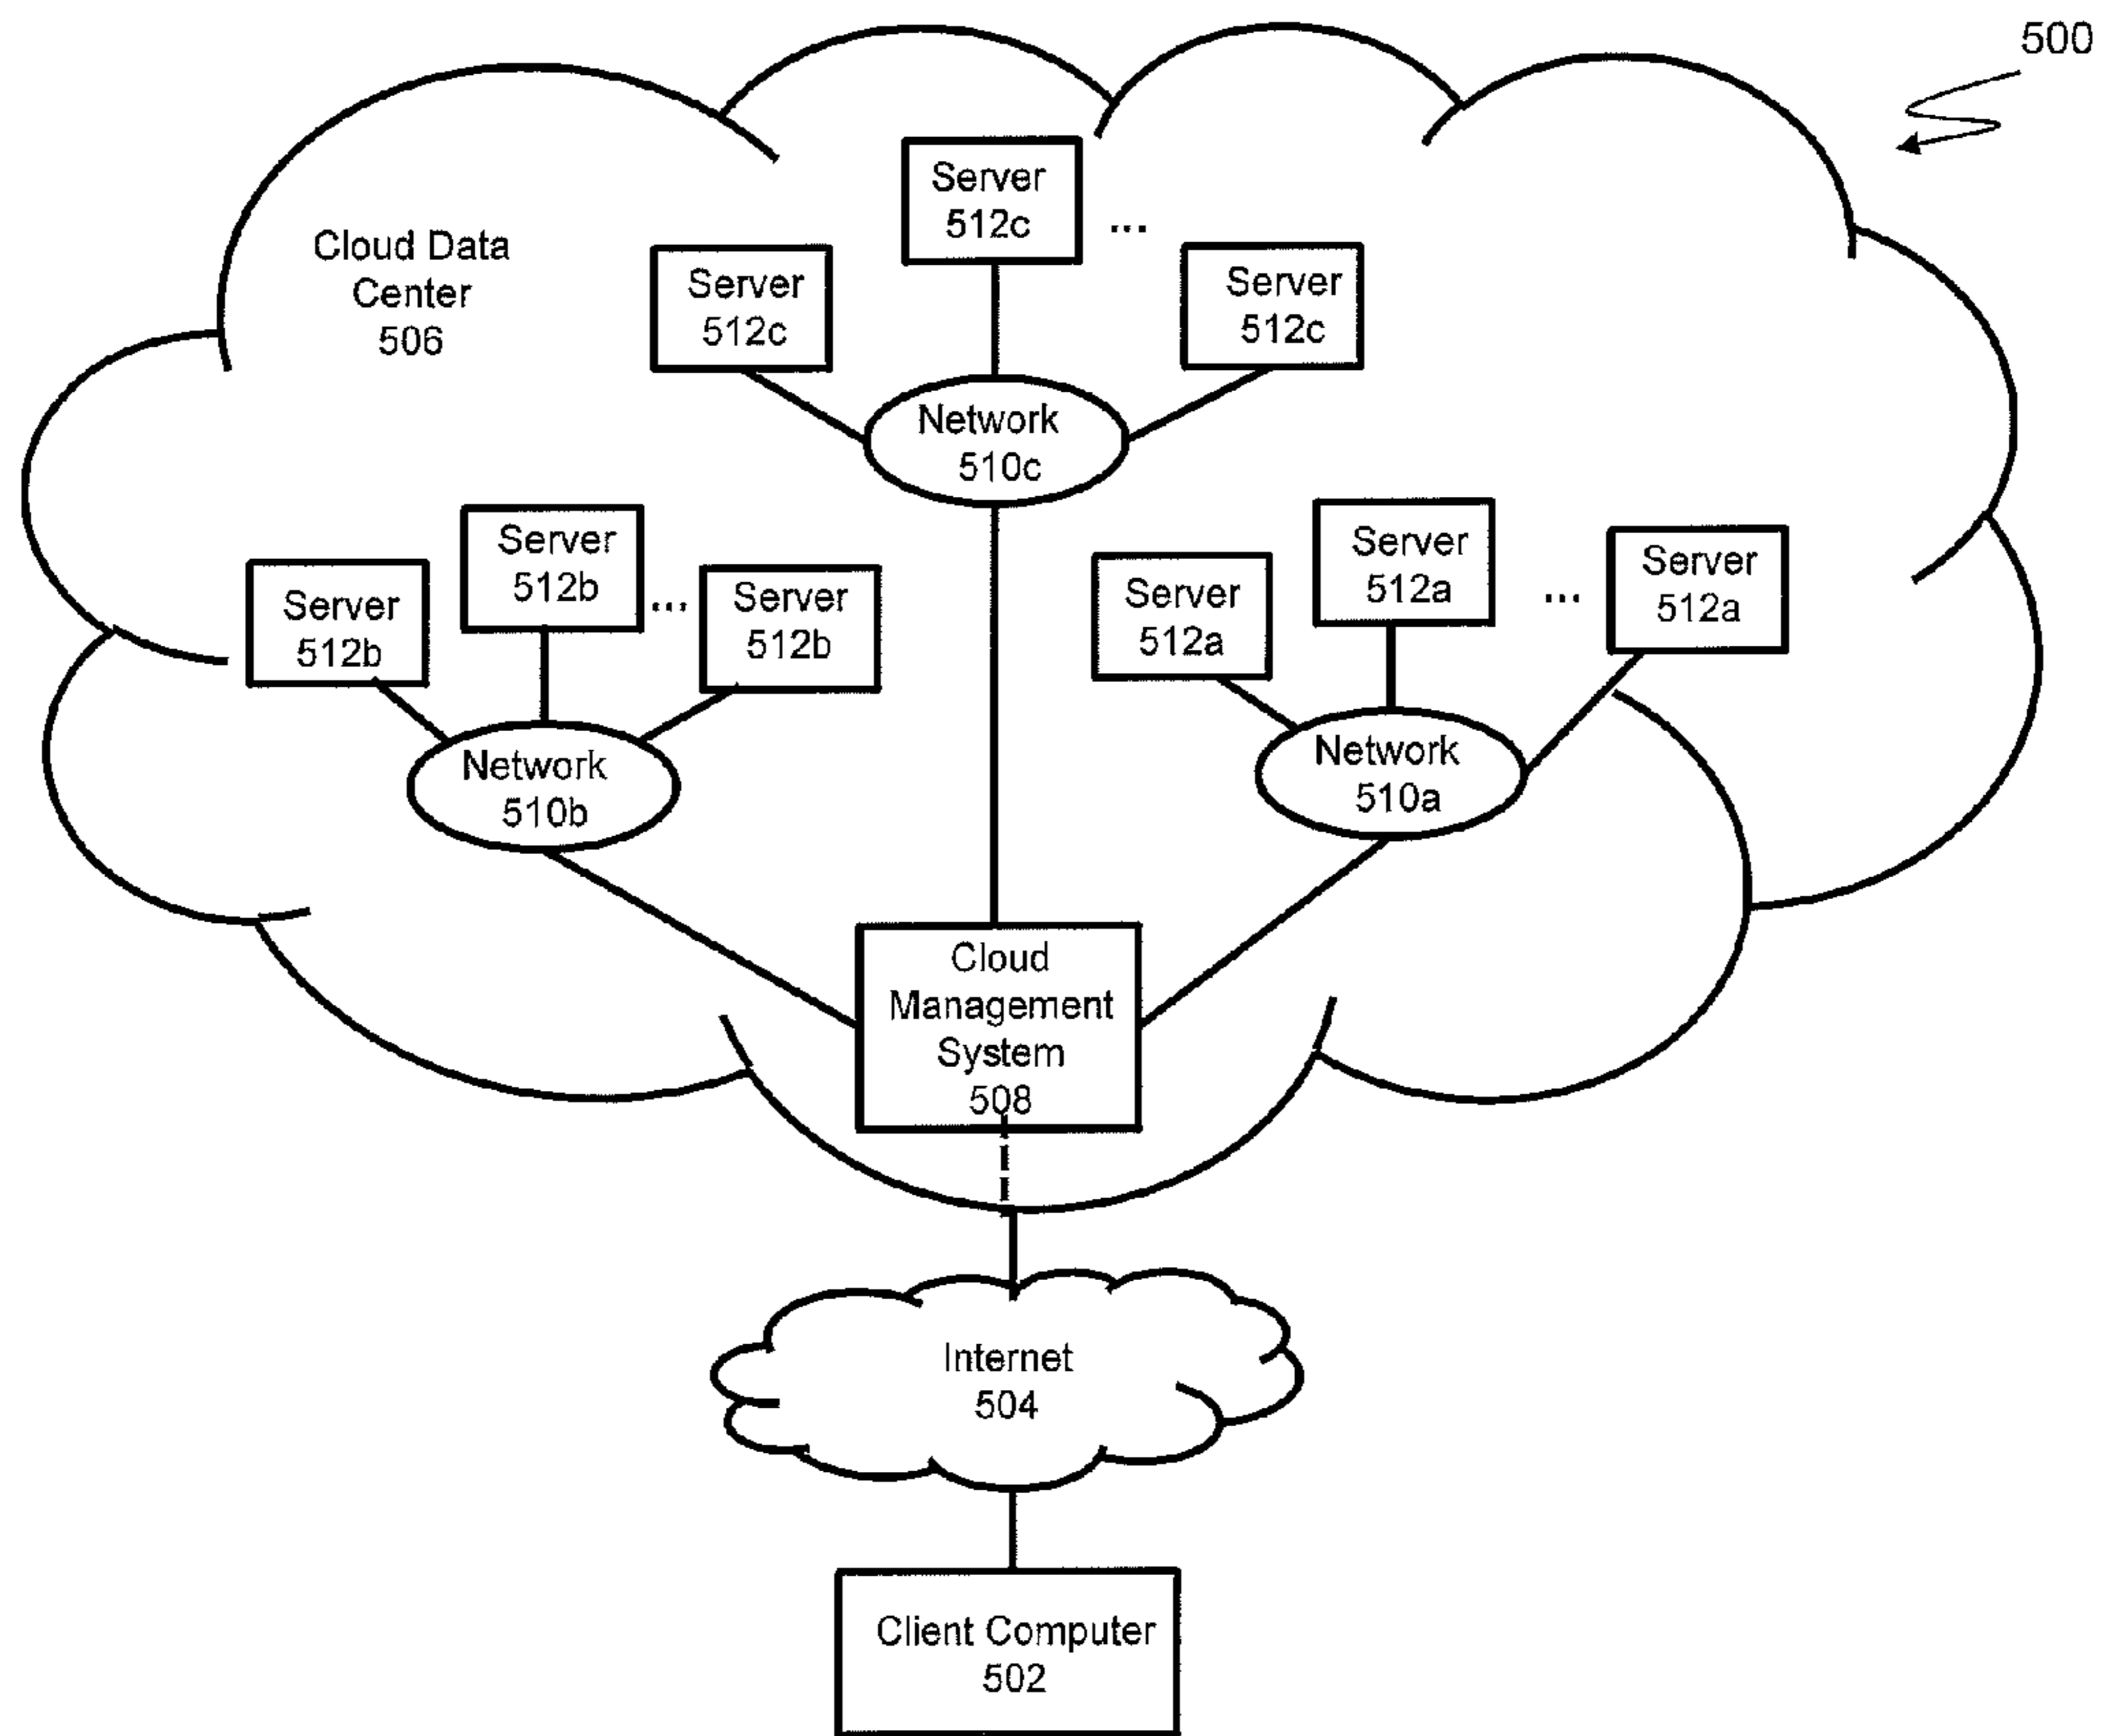 500
Cloud Data
Center
506
Server
512c
...
Server
512c
Server
512c
Network
510c
Server
512b
Server
512b
...
Server
512b
Network
510b
Server
512a
Server
512a
...
Server
512a
Network
510a
Cloud
Management
System
508
Internet
504
Client Computer
502